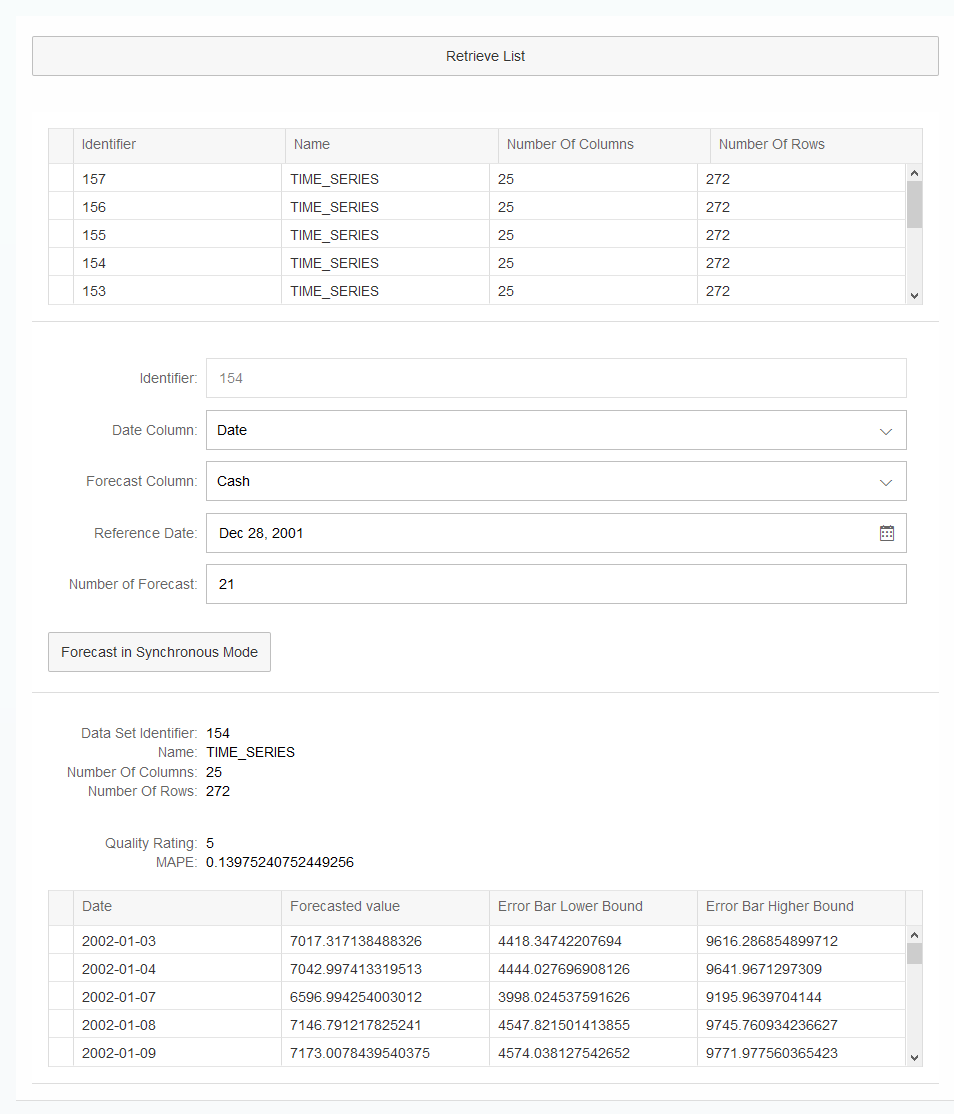 Retrieve List
Identifier Name Number Of Columns Number Of Rows
157 TIME_SERIES 25 272
156 TIME_SERIES 25 272
155 TIME_SERIES 25 272
154 TIME_SERIES 25 272
153 TIME_SERIES 25 272
Identifier: 154
Date Column: Date
Forecast Column: Cash
Reference Date: Dec 28, 2001
Number of Forecast: 21
Forecast in Synchronous Mode
Data Set Identifier: 154
Name: TIME_SERIES
Number Of Columns: 25
Number Of Rows: 272
Quality Rating: 5
MAPE: 0.13975240752449256
Date Forecasted value Error Bar Lower Bound Error Bar Higher Bound
2002-01-03 7017.317138488326 4418.34742207694 9616.286854899712
2002-01-04 7042.997413319513 4444.027696908126 9641.9671297309
2002-01-07 6596.994254003012 3998.024537591626 9195.9639704144
2002-01-08 7146.791217825241 4547.821501413855 9745.760934236627
2002-01-09 7173.0078439540375 4574.038127542652 9771.977560365423